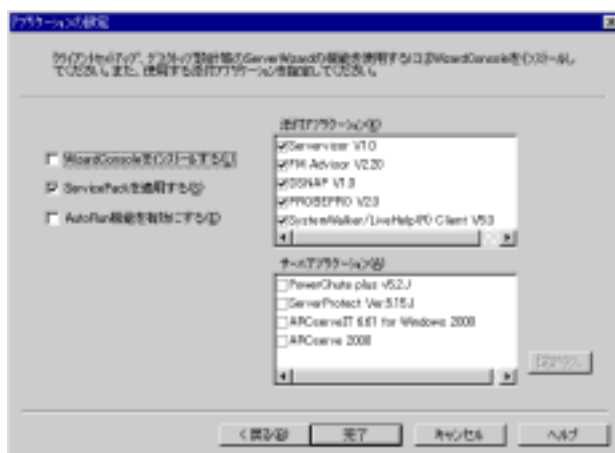 アプリケーションの設定
クライアントセットアップ、デスクトップ設計等のServerWizardの機能を使用するにはWizardConsoleをインストールし
てください。また、使用する添付アプリケーションを指定してください。
添付アプリケーション(X)
WizardConsoleをインストールする(L)
ServicePackを適用する(S)
AutoRun機能を有効にする(E)
Servervisor V1.0
FM Advisor V2.20
DSNAP V1.0
PROBEPRO V2.0
SystemWalker/LiveHelp Client V5.0
サーバアプリケーション(A)
PowerChute plus v5.2J
ServerProtect Ver5.15J
ARCserveIT 6.61 for Windows 2000
ARCserve 2000
< 戻る(B)
完了
キャンセル
ヘルプ